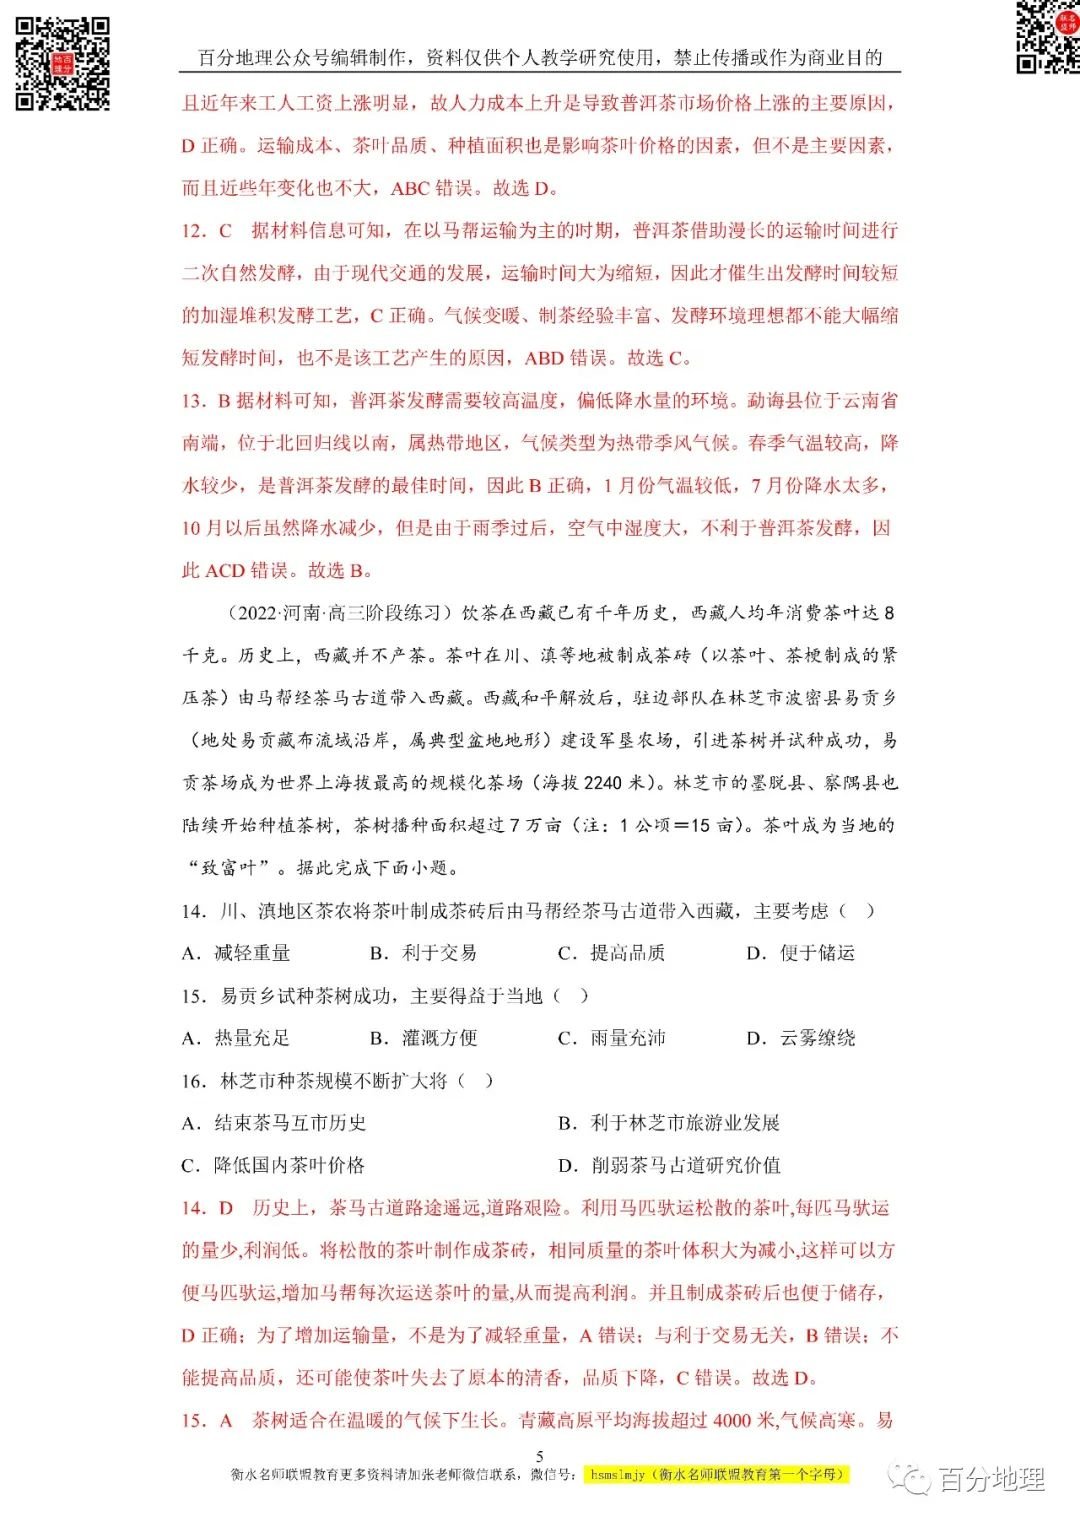 百分地理公众号编辑制作，资料仅供个人教学研究使用，禁止传播或作为商业目的
且近年来工人工资上涨明显，故人力成本上升是导致普洱茶市场价格上涨的主要原因，
D 正确。运输成本、茶叶品质、种植面积也是影响茶叶价格的因素，但不是主要因素，
而且近些年变化也不大，ABC 错误。故选 D。
12．C 据材料信息可知，在以马帮运输为主的时期，普洱茶借助漫长的运输时间进行
二次自然发酵，由于现代交通的发展，运输时间大为缩短，因此才催生出发酵时间较短
的加湿堆积发酵工艺，C 正确。气候变暖、制茶经验丰富、发酵环境理想都不能大幅缩
短发酵时间，也不是该工艺产生的原因，ABD 错误。故选 C。
13．B 据材料可知，普洱茶发酵需要较高温度，偏低降水量的环境。勐海县位于云南省
南端，位于北回归线以南，属热带地区，气候类型为热带季风气候。春季气温较高，降
水较少，是普洱茶发酵的最佳时间，因此 B 正确，1 月份气温较低，7 月份降水太多，
10 月以后虽然降水减少，但是由于雨季过后，空气中湿度大，不利于普洱茶发酵，因
此 ACD 错误。故选 B。
（2022·河南·高三阶段练习）饮茶在西藏已有千年历史，西藏人均年消费茶叶达 8
千克。历史上，西藏并不产茶。茶叶在川、滇等地被制成茶砖（以茶叶、茶梗制成的紧
压茶）由马帮经茶马古道带入西藏。西藏和平解放后，驻边部队在林芝市波密县易贡乡
（地处易贡藏布流域沿岸，属典型盆地地形）建设军垦农场，引进茶树并试种成功，易
贡茶场成为世界上海拔最高的规模化茶场（海拔 2240 米）。林芝市的墨脱县、察隅县也
陆续开始种植茶树，茶树播种面积超过 7 万亩（注：1 公顷＝15 亩）。茶叶成为当地的
“致富叶”。据此完成下面小题。
14．川、滇地区茶农将茶叶制成茶砖后由马帮经茶马古道带入西藏，主要考虑（ ）
A．减轻重量 B．利于交易 C．提高品质 D．便于储运
15．易贡乡试种茶树成功，主要得益于当地（ ）
A．热量充足 B．灌溉方便 C．雨量充沛 D．云雾缭绕
16．林芝市种茶规模不断扩大将（ ）
A．结束茶马互市历史 B．利于林芝市旅游业发展
C．降低国内茶叶价格 D．削弱茶马古道研究价值
14．D 历史上，茶马古道路途遥远,道路艰险。利用马匹驮运松散的茶叶,每匹马驮运
的量少,利润低。将松散的茶叶制作成茶砖，相同质量的茶叶体积大为减小,这样可以方
便马匹驮运,增加马帮每次运送茶叶的量,从而提高利润。并且制成茶砖后也便于储存，
D 正确；为了增加运输量，不是为了减轻重量，A 错误；与利于交易无关，B 错误；不
能提高品质，还可能使茶叶失去了原本的清香，品质下降，C 错误。故选 D。
15．A 茶树适合在温暖的气候下生长。青藏高原平均海拔超过 4000 米,气候高寒。易
5
衡水名师联盟教育更多资料请加张老师微信联系，微信号：hsmslmjy（衡水名师联盟教育第一个字母）
百分地理